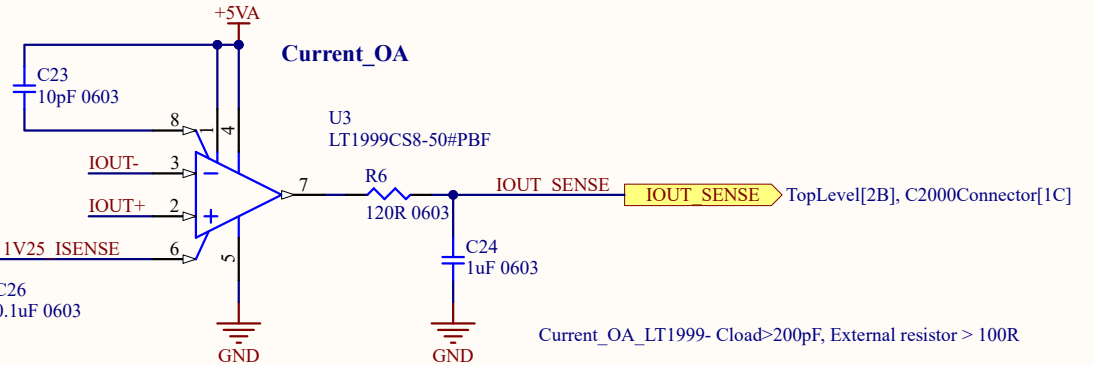 +5VA
Current_OA
C23
10pF 0603
8
1
4
U3
LT1999CS8-50#PBF
IOUT-
3
7
R6
IOUT_SENSE
IOUT_SENSE
TopLevel[2B], C2000Connector[1C]
IOUT+
2
120R 0603
1V25_ISENSE
6
5
C24
1uF 0603
C26
0.1uF 0603
GND
GND
Current_OA_LT1999- Cload>200pF, External resistor > 100R